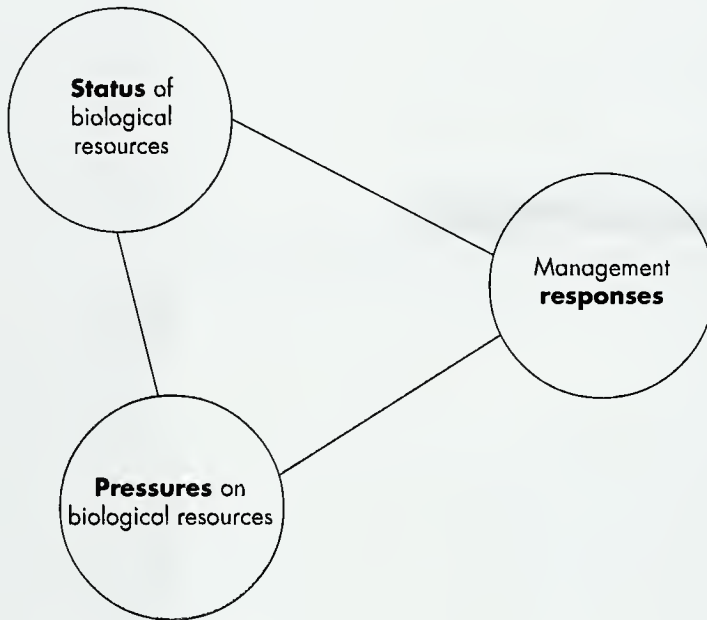 Status of
biological
resources
Management
responses
Pressures on
biological resources